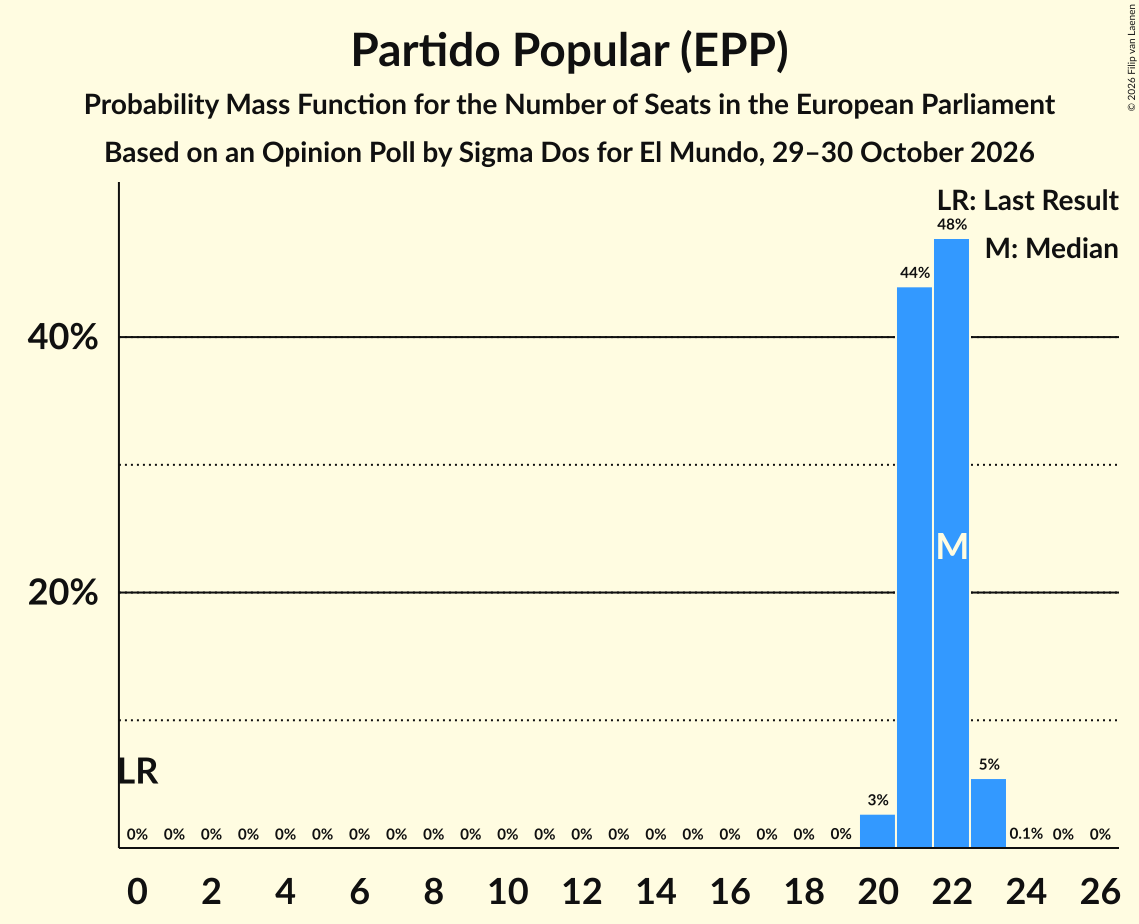 Partido Popular (EPP)
Probability Mass Function for the Number of Seats in the European Parliament
Based on an Opinion Poll by Sigma Dos for El Mundo, 29–30 October 2026
© 2026 Filip van Laenen
LR: Last Result
M: Median
40%
20%
48%
44%
M
LR
5%
3%
0% 0% 0% 0% 0% 0% 0% 0% 0% 0% 0% 0% 0% 0% 0% 0% 0% 0% 0% 0% 0.1% 0% 0%
0 2 4 6 8 10 12 14 16 18 20 22 24 26